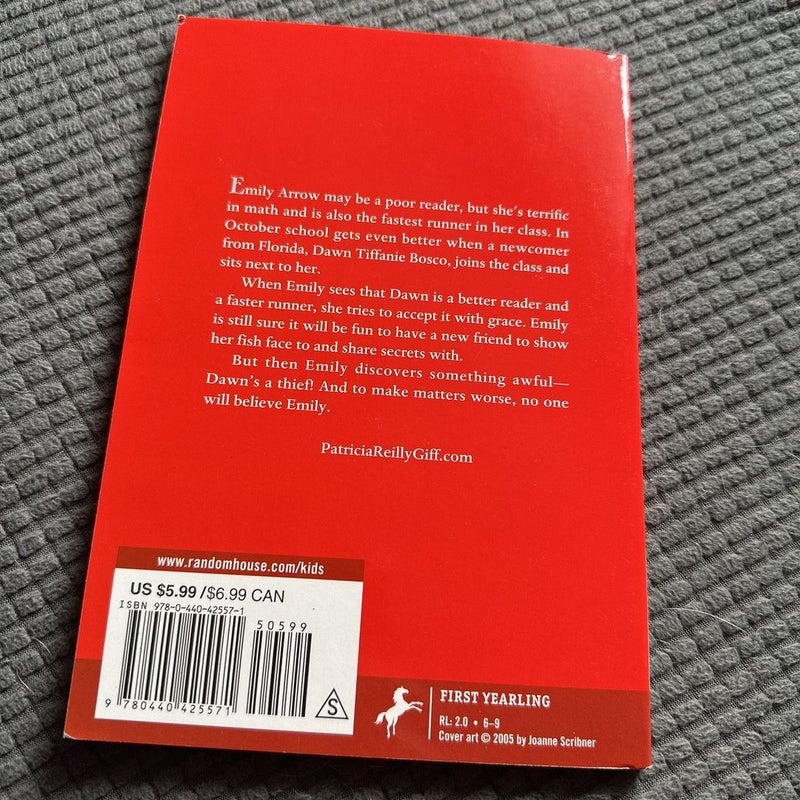 Emily Arrow may be a poor reader, but she's terrific
in math and is also the fastest runner in her class. In
October school gets even better when a newcomer
from Florida, Dawn Tiffanie Bosco, joins the class and
sits next to her.
When Emily sees that Dawn is a better reader and
a faster runner, she tries to accept it with grace. Emily
is still sure it will be fun to have a new friend to show
her fish face to and share secrets with.
But then Emily discovers something awful—
Dawn's a thief! And to make matters worse, no one
will believe Emily.
PatriciaReillyGiff.com
www.randomhouse.com/kids
US $5.99 /$6.99 CAN
ISBN 978-0-440-42557-1
50599
9 780440 425571
S
FIRST YEARLING
RL: 2.0 • 6–9
Cover art © 2005 by Joanne Scribner